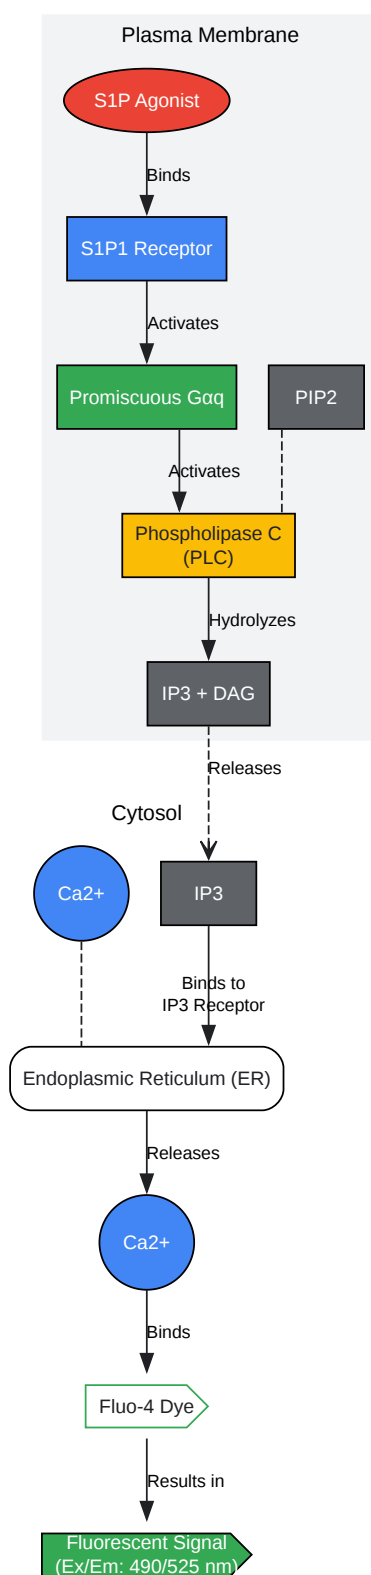 Plasma Membrane
S1P Agonist
Binds
S1P1 Receptor
Activates
Promiscuous Gαq
PIP2
Activates
Phospholipase C
(PLC)
Hydrolyzes
IP3 + DAG
Releases
Cytosol
Ca2+
IP3
Binds to
IP3 Receptor
Endoplasmic Reticulum (ER)
Releases
Ca2+
Binds
Fluo-4 Dye
Results in
Fluorescent Signal
(Ex/Em: 490/525 nm)